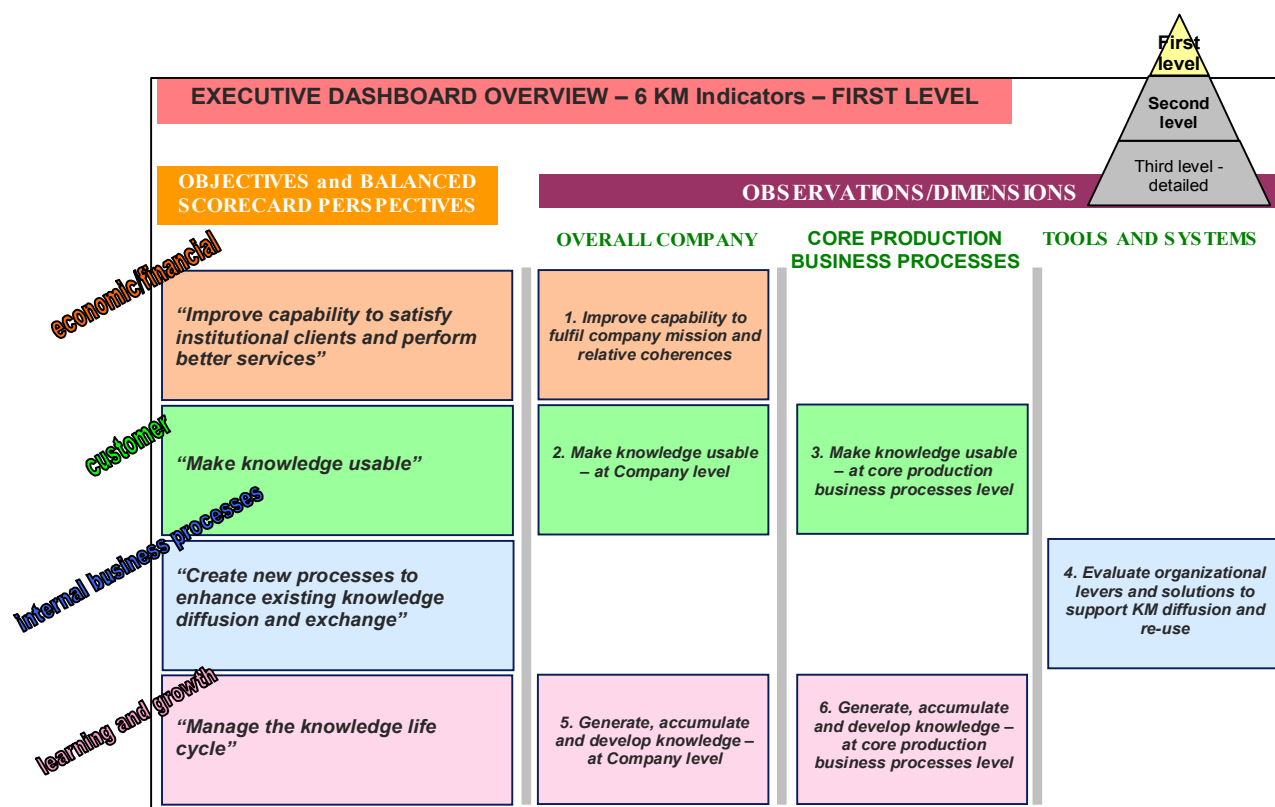 First
level
EXECUTIVE DASHBOARD OVERVIEW – 6 KM Indicators – FIRST LEVEL
Second
level
Third level -
detailed
OBJECTIVES and BALANCED
SCORECARD PERSPECTIVES
OBSERVATIONS/DIMENSIONS
OVERALL COMPANY
CORE PRODUCTION
BUSINESS PROCESSES
TOOLS AND SYSTEMS
economic/financial
“Improve capability to satisfy
institutional clients and perform
better services”
1. Improve capability to
fulfil company mission and
relative coherences
customer
“Make knowledge usable”
2. Make knowledge usable
– at Company level
3. Make knowledge usable
– at core production
business processes level
internal business processes
“Create new processes to
enhance existing knowledge
diffusion and exchange”
4. Evaluate organizational
levers and solutions to
support KM diffusion and
re-use
learning and growth
“Manage the knowledge life
cycle”
5. Generate, accumulate
and develop knowledge –
at Company level
6. Generate, accumulate
and develop knowledge –
at core production
business processes level